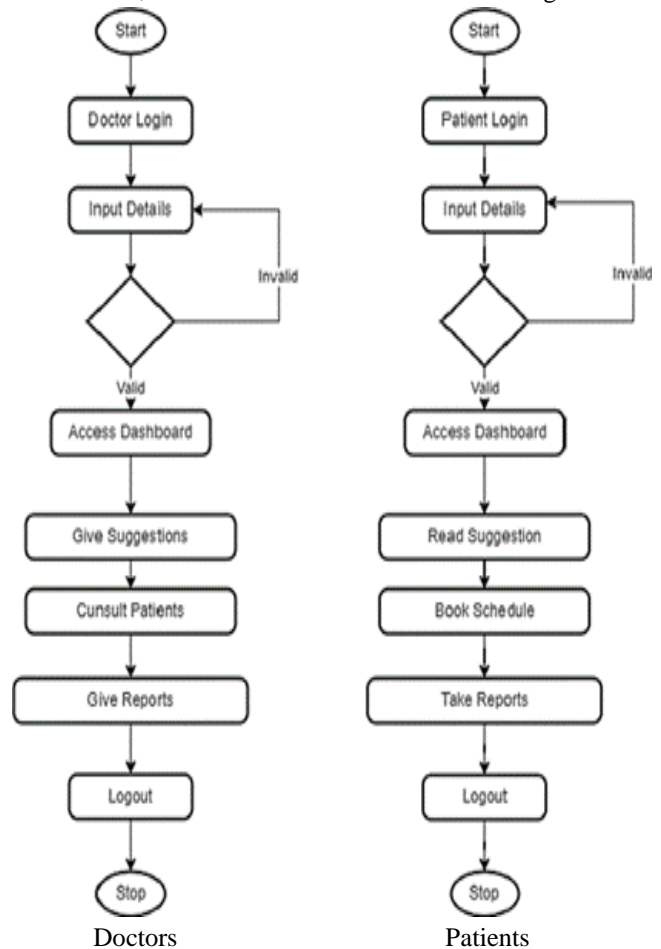 Start
Doctor Login
Input Details
Invalid
Valid
Access Dashboard
Give Suggestions
Cunsult Patients
Give Reports
Logout
Stop
Doctors
Start
Patient Login
Input Details
Invalid
Valid
Access Dashboard
Read Suggestion
Book Schedule
Take Reports
Logout
Stop
Patients